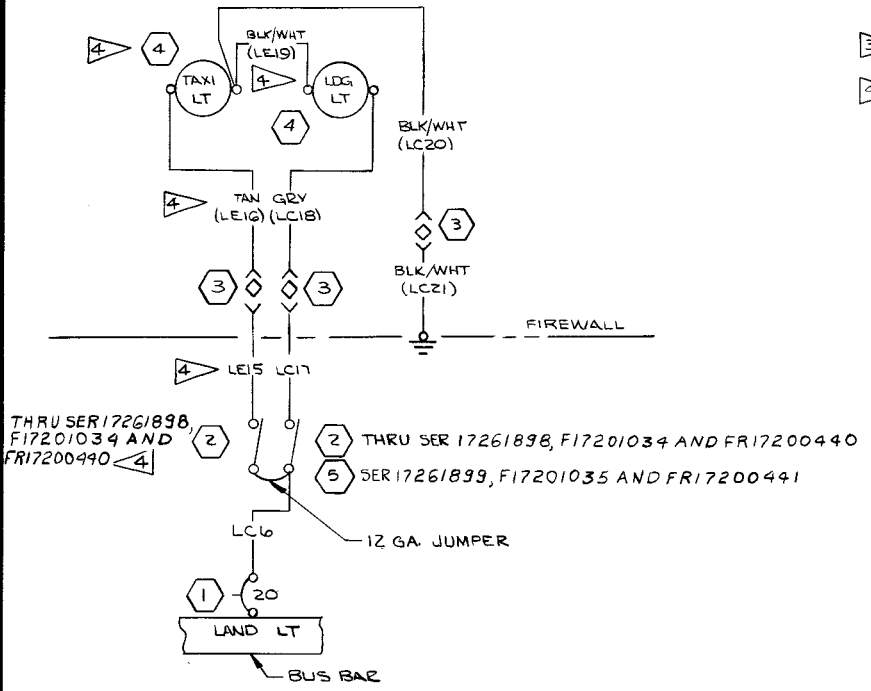 BLK/WHT
(LE19)
4
4
TAXI
LT
4
LDG
LT
4
BLK/WHT
(LC20)
4
TAN GRY
(LE16) (LC18)
3
3
3
BLK/WHT
(LC21)
FIREWALL
4
LE15 LC17
THRU SER 17261898,
F17201034 AND
FR17200440 4
2
2 THRU SER 17261898, F17201034 AND FR17200440
5 SER 17261899, F17201035 AND FR17200441
LC6
12 GA. JUMPER
1
20
LAND LT
BUS BAR